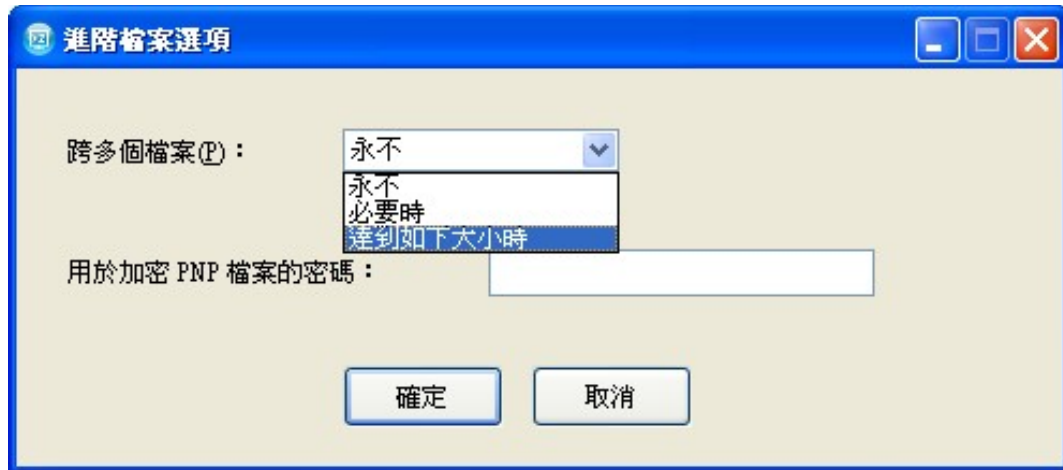 進階檔案選項
跨多個檔案(P)： 永不
永不
必要時
達到如下大小時
用於加密 PNP 檔案的密碼：
確定 取消